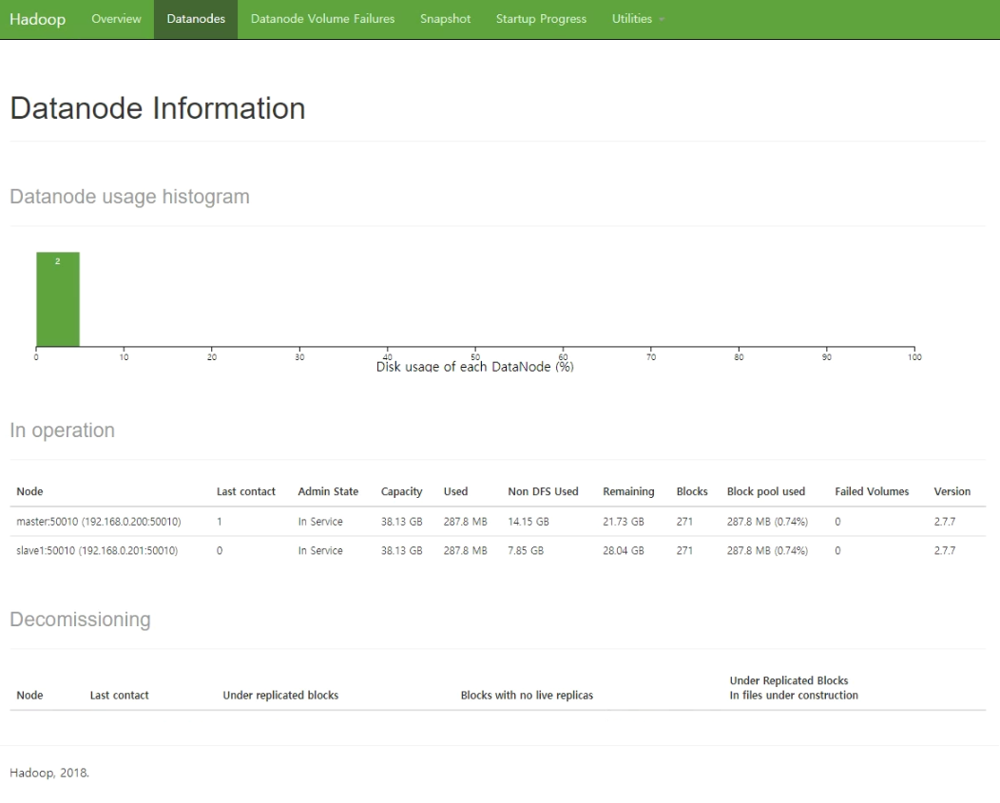 Hadoop Overview Datanodes Datanode Volume Failures Snapshot Startup Progress Utilities
Datanode Information
Datanode usage histogram
2
0 10 20 30 40 50 60 70 80 90 100
Disk usage of each DataNode (%)
In operation
Node Last contact Admin State Capacity Used Non DFS Used Remaining Blocks Block pool used Failed Volumes Version
master:50010 (192.168.0.200:50010) 1 In Service 38.13 GB 287.8 MB 14.15 GB 21.73 GB 271 287.8 MB (0.74%) 0 2.7.7
slave1:50010 (192.168.0.201:50010) 0 In Service 38.13 GB 287.8 MB 7.85 GB 28.04 GB 271 287.8 MB (0.74%) 0 2.7.7
Decomissioning
Under Replicated Blocks
Node Last contact Under replicated blocks Blocks with no live replicas In files under construction
Hadoop, 2018.